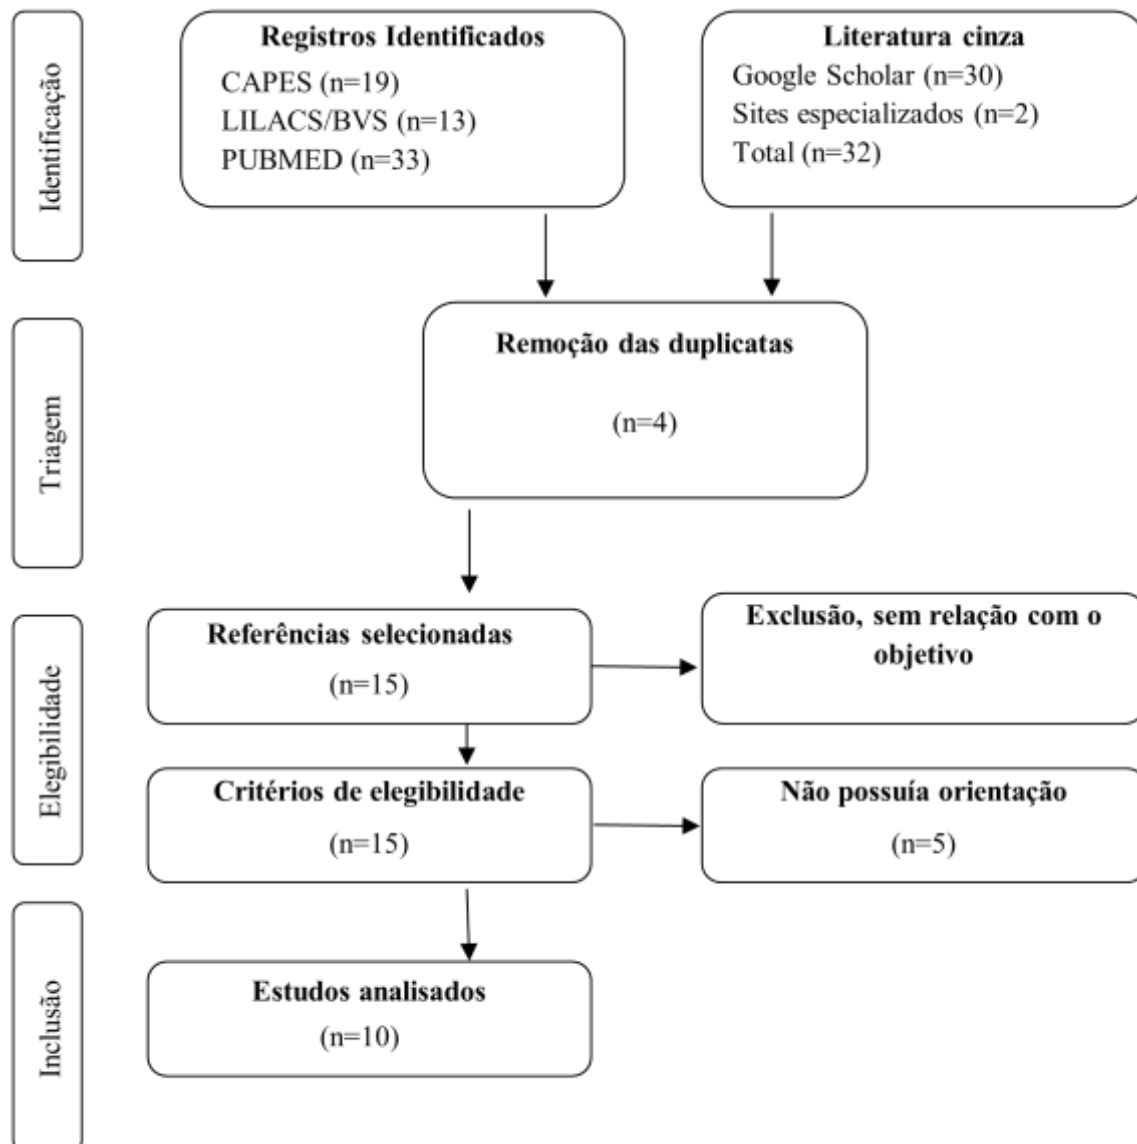 Identificação
Registros Identificados
CAPES (n=19)
LILACS/BVS (n=13)
PUBMED (n=33)
Literatura cinza
Google Scholar (n=30)
Sites especializados (n=2)
Total (n=32)
Triagem
Remoção das duplicatas
(n=4)
Elegibilidade
Referências selecionadas
(n=15)
Exclusão, sem relação com o
objetivo
Critérios de elegibilidade
(n=15)
Não possuía orientação
(n=5)
Inclusão
Estudos analisados
(n=10)